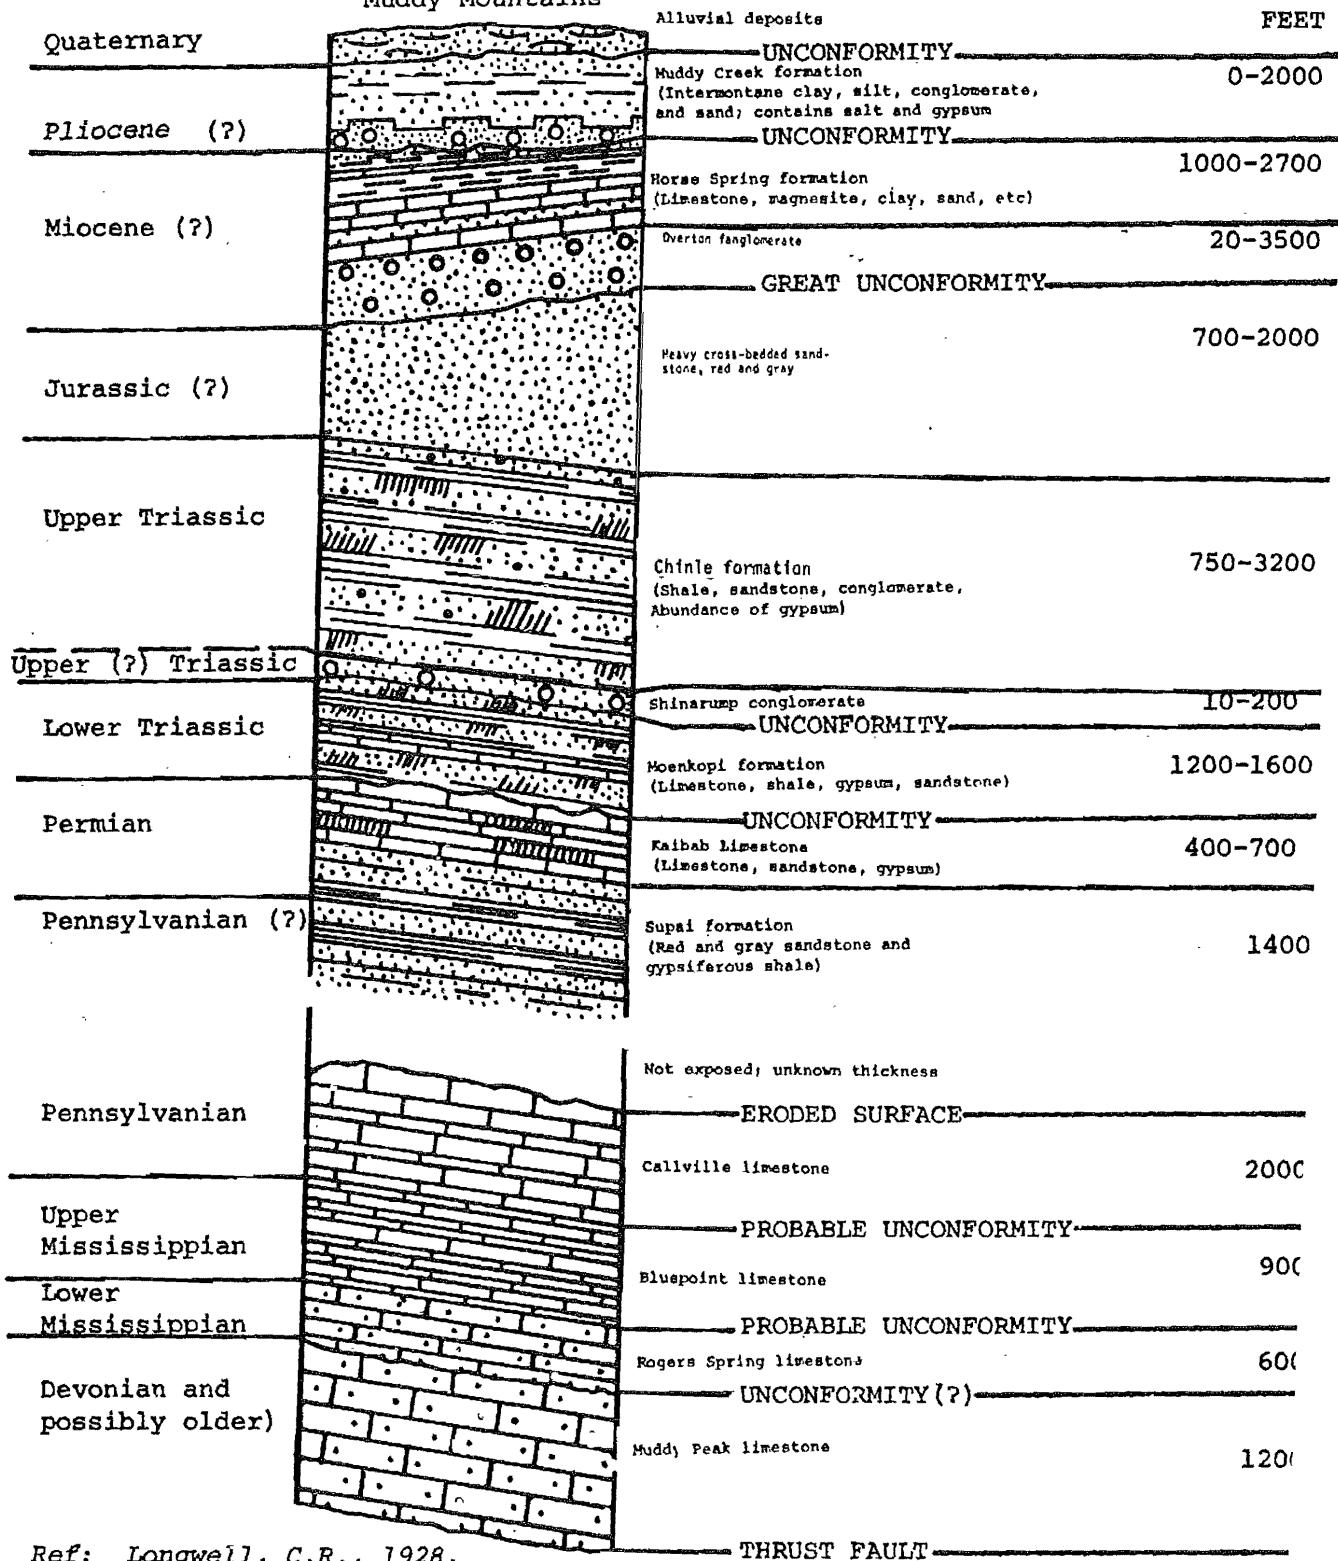 Muddy Mountains
FEET
Quaternary
Alluvial deposits
UNCONFORMITY
Pliocene (?)
Muddy Creek formation
(Intermontane clay, silt, conglomerate,
and sand; contains salt and gypsum
0-2000
UNCONFORMITY
Miocene (?)
Horse Spring formation
(Limestone, magnesite, clay, sand, etc)
1000-2700
Overton fanglomerate
20-3500
GREAT UNCONFORMITY
Jurassic (?)
Heavy cross-bedded sand-
stone, red and gray
700-2000
Upper Triassic
Chinle formation
(Shale, sandstone, conglomerate,
Abundance of gypsum)
750-3200
Upper (?) Triassic
Shinarump conglomerate
10-200
UNCONFORMITY
Lower Triassic
Moenkopi formation
(Limestone, shale, gypsum, sandstone)
1200-1600
UNCONFORMITY
Permian
Kaibab Limestone
(Limestone, sandstone, gypsum)
400-700
Pennsylvanian (?)
Supai formation
(Red and gray sandstone and
gypsiferous shale)
1400
Not exposed; unknown thickness
ERODED SURFACE
Pennsylvanian
Callville limestone
2000
PROBABLE UNCONFORMITY
Upper
Mississippian
Bluepoint limestone
900
PROBABLE UNCONFORMITY
Lower
Mississippian
Rogers Spring limestone
600
UNCONFORMITY(?)
Devonian and
possibly older)
Muddy Peak limestone
1200
THRUST FAULT
Ref: Longwell, C.R., 1928.